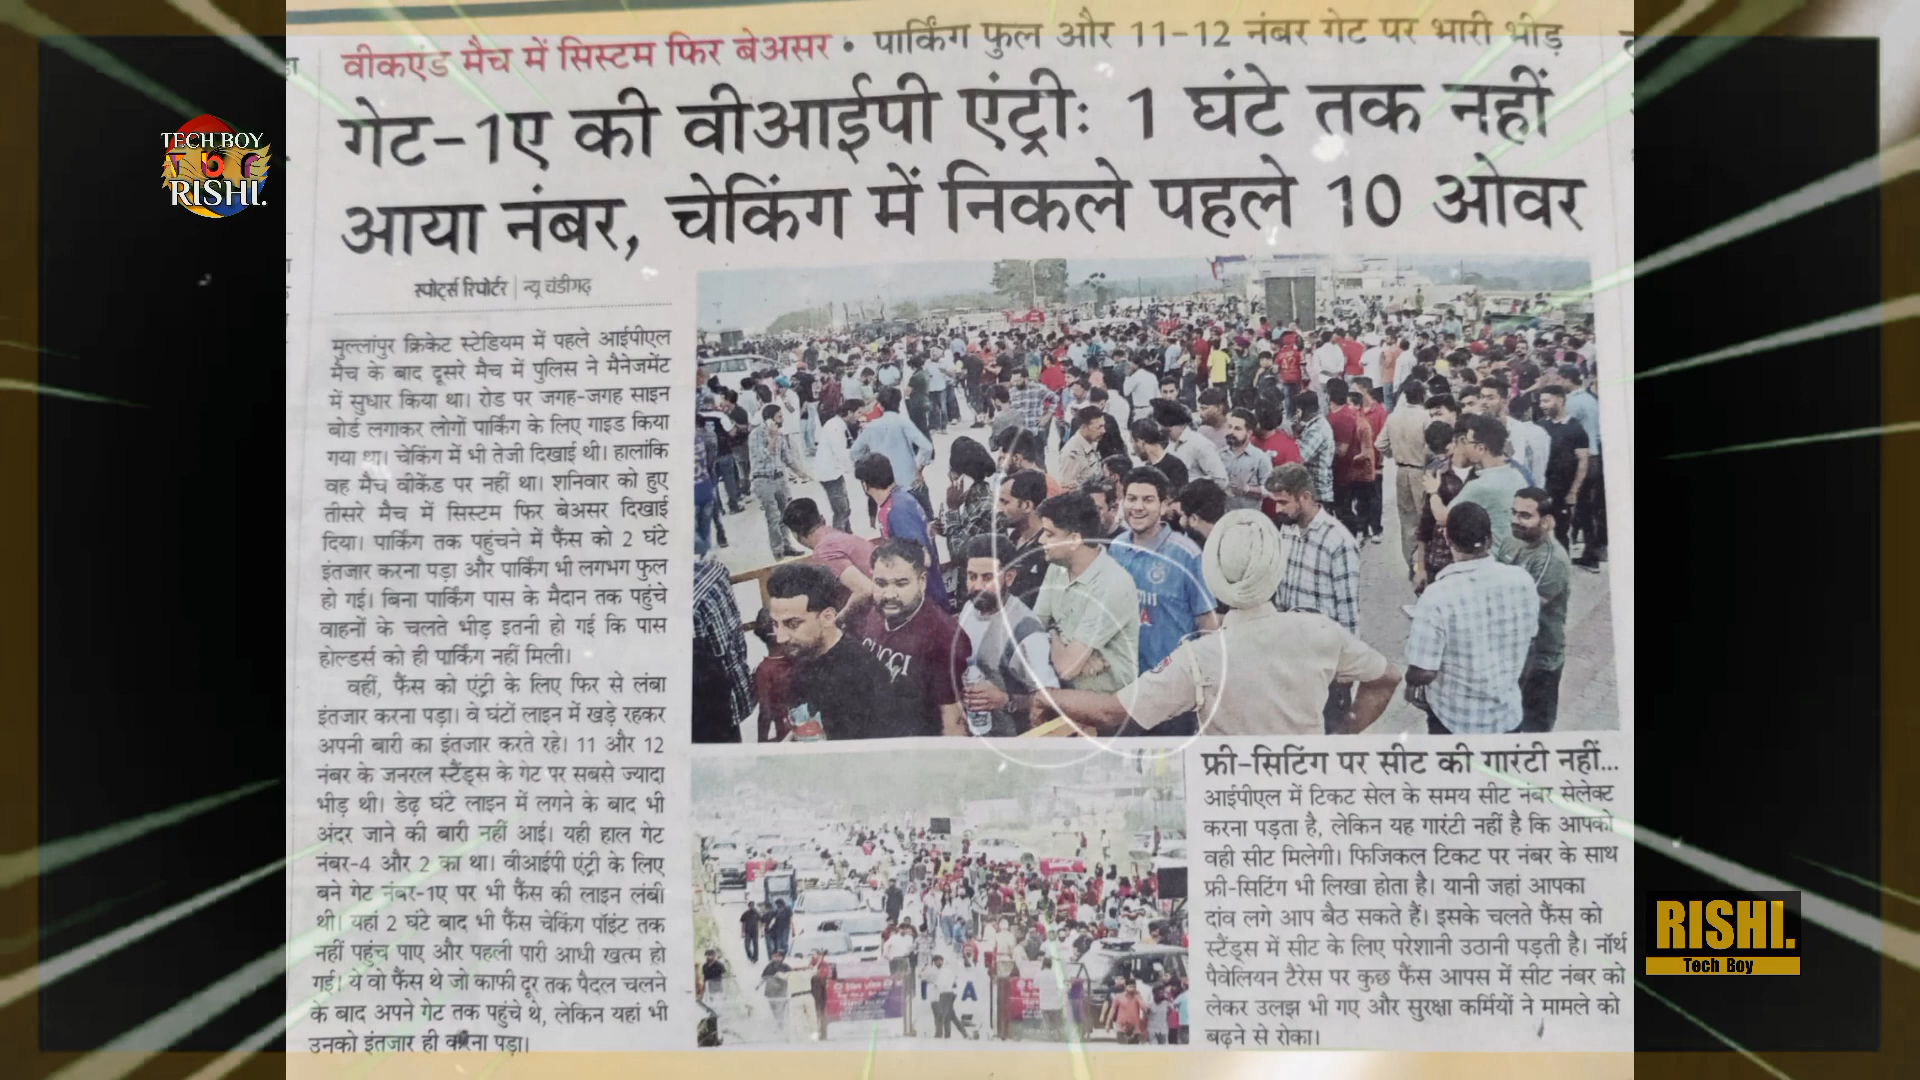 वीकएंड मैच में सिस्टम फिर बेअसर • पार्किंग फुल और 11-12 नंबर गेट पर भारी भीड़
गेट-1ए की वीआईपी एंट्रीः 1 घंटे तक नहीं
आया नंबर, चेकिंग में निकले पहले 10 ओवर
TECH BOY
RISHI.
स्पोर्ट्स रिपोर्टर | न्यू चंडीगढ़
मुल्लांपुर क्रिकेट स्टेडियम में पहले आईपीएल
मैच के बाद दूसरे मैच में पुलिस ने मैनेजमेंट
में सुधार किया था। रोड पर जगह-जगह साइन
बोर्ड लगाकर लोगों पार्किंग के लिए गाइड किया
गया था। चेकिंग में भी तेजी दिखाई थी। हालांकि
वह मैच वीकेंड पर नहीं था। शनिवार को हुए
तीसरे मैच में सिस्टम फिर बेअसर दिखाई
दिया। पार्किंग तक पहुंचने में फैंस को 2 घंटे
इंतजार करना पड़ा और पार्किंग भी लगभग फुल
हो गई। बिना पार्किंग पास के मैदान तक पहुंचे
वाहनों के चलते भीड़ इतनी हो गई कि पास
होल्डर्स को ही पार्किंग नहीं मिली।
वहीं, फैंस को एंट्री के लिए फिर से लंबा
इंतजार करना पड़ा। वे घंटों लाइन में खड़े रहकर
अपनी बारी का इंतजार करते रहे। 11 और 12
नंबर के जनरल स्टैंड्स के गेट पर सबसे ज्यादा
भीड़ थी। डेढ़ घंटे लाइन में लगने के बाद भी
अंदर जाने की बारी नहीं आई। यही हाल गेट
नंबर-4 और 2 का था। वीआईपी एंट्री के लिए
बने गेट नंबर-1ए पर भी फैंस की लाइन लंबी
थी। यहां 2 घंटे बाद भी फैंस चेकिंग पॉइंट तक
नहीं पहुंच पाए और पहली पारी आधी खत्म हो
गई। ये वो फैंस थे जो काफी दूर तक पैदल चलने
के बाद अपने गेट तक पहुंचे थे, लेकिन यहां भी
उनको इंतजार ही करना पड़ा।
GUCCI
फ्री-सिटिंग पर सीट की गारंटी नहीं...
आईपीएल में टिकट सेल के समय सीट नंबर सेलेक्ट
करना पड़ता है, लेकिन यह गारंटी नहीं है कि आपको
वही सीट मिलेगी। फिजिकल टिकट पर नंबर के साथ
फ्री-सिटिंग भी लिखा होता है। यानी जहां आपका
दांव लगे आप बैठ सकते हैं। इसके चलते फैंस को
स्टैंड्स में सीट के लिए परेशानी उठानी पड़ती है। नॉर्थ
पैवेलियन टैरेस पर कुछ फैंस आपस में सीट नंबर को
लेकर उलझ भी गए और सुरक्षा कर्मियों ने मामले को
बढ़ने से रोका।
RISHI.
Tech Boy